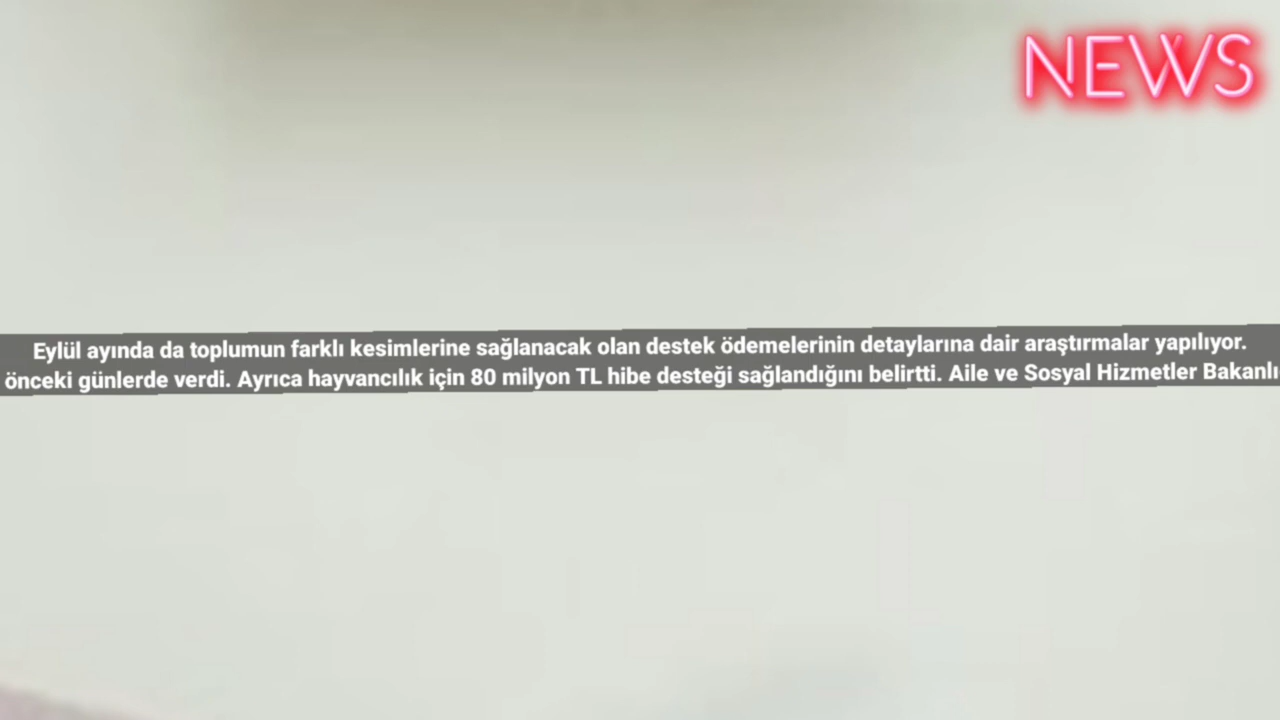 NEWS
Eylül ayında da toplumun farklı kesimlerine sağlanacak olan destek ödemelerinin detaylarına dair araştırmalar yapılıyor.
önceki günlerde verdi. Ayrıca hayvancılık için 80 milyon TL hibe desteği sağlandığını belirtti. Aile ve Sosyal Hizmetler